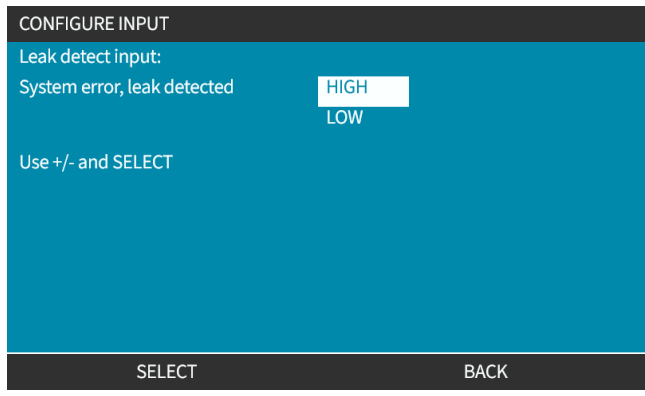 CONFIGURE INPUT
Leak detect input:
System error, leak detected HIGH
LOW
Use +/- and SELECT
SELECT BACK